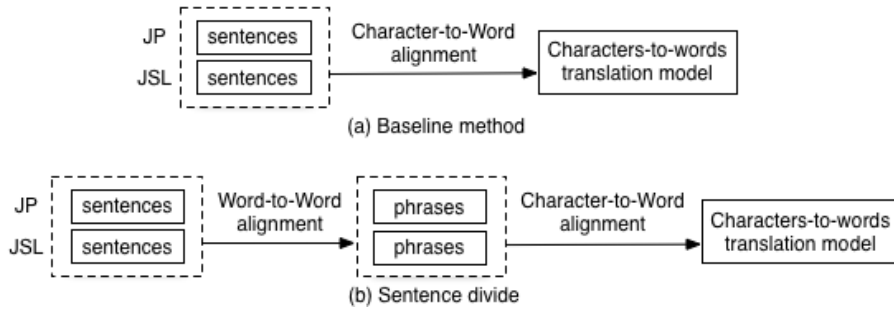 JP
sentences
JSL
sentences
Character-to-Word
alignment
Characters-to-words
translation model
(a) Baseline method
JP
sentences
JSL
sentences
Word-to-Word
alignment
phrases
phrases
Character-to-Word
alignment
Characters-to-words
translation model
(b) Sentence divide